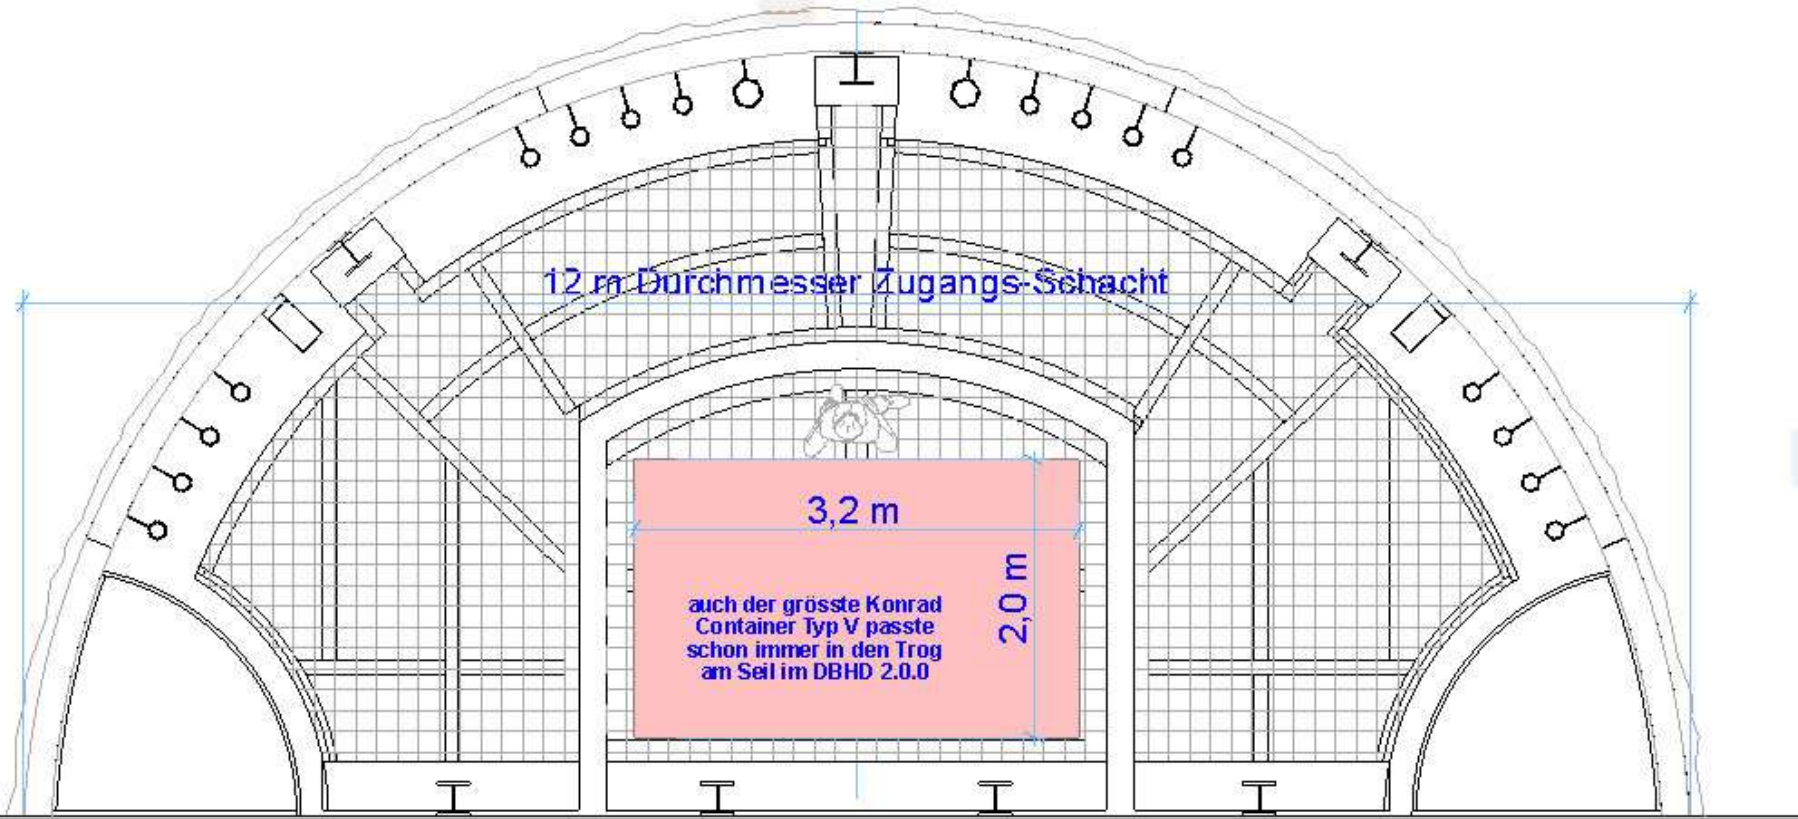 12 m Durchmesser Zugangs-Schacht
3,2 m
2,0 m
auch der grösste Konrad
Container Typ V passte
schon immer in den Trog
am Seil im DBHD 2.0.0